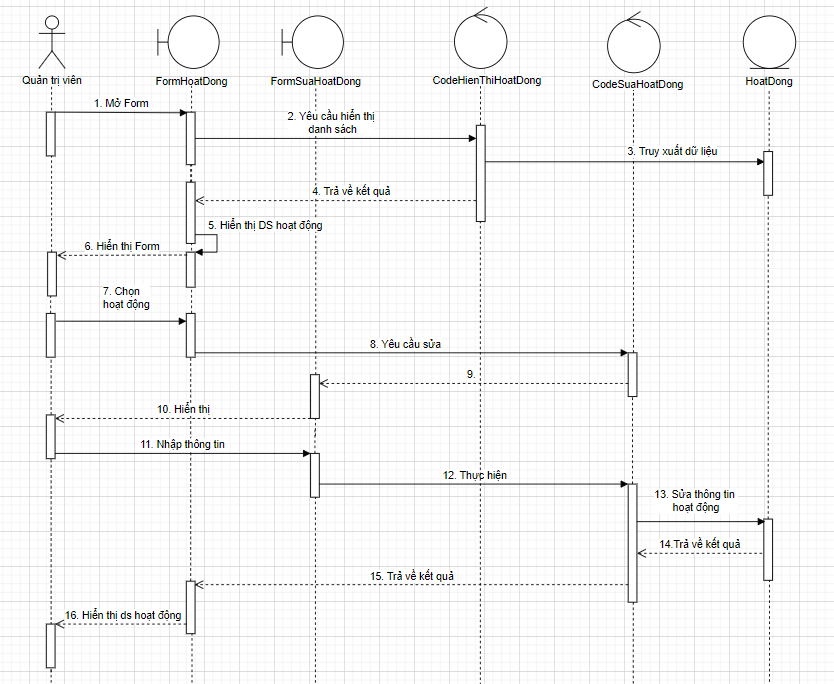 Quản trị viên
FormHoatDong
FormSuaHoatDong
CodeHienThiHoatDong
CodeSuaHoatDong
HoatDong
1. Mở Form
2. Yêu cầu hiển thị
danh sách
3. Truy xuất dữ liệu
4. Trả về kết quả
5. Hiển thị DS hoạt động
6. Hiển thị Form
7. Chọn
hoạt động
8. Yêu cầu sửa
9.
10. Hiển thị
11. Nhập thông tin
12. Thực hiện
13. Sửa thông tin
hoạt động
14.Trả về kết quả
15. Trả về kết quả
16. Hiển thị ds hoạt động